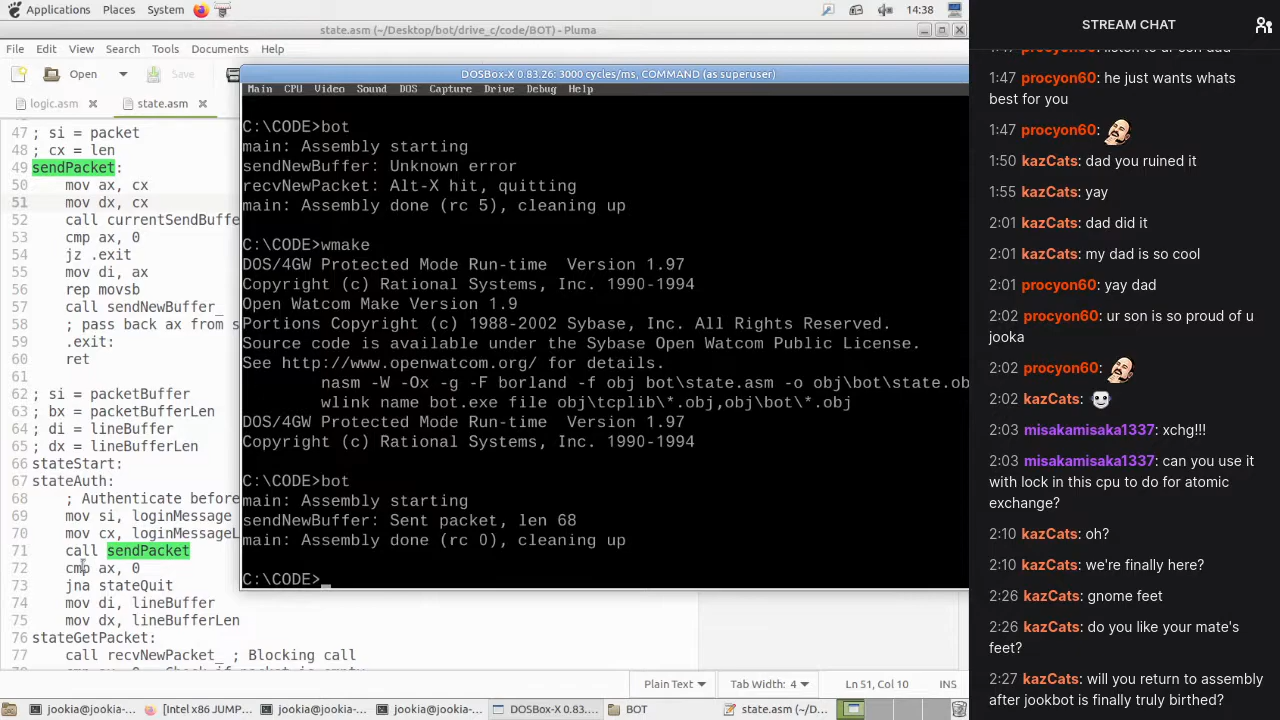 Applications Places System 14:38
state.asm (~/Desktop/bot/drive_c/code/BOT) - Pluma
File Edit View Search Tools Documents Help
Open Save
logic.asm state.asm
47 ; si = packet
48 ; cx = len
49 sendPacket:
50 mov ax, cx
51 mov dx, cx
52 call currentSendBuffe
53 cmp ax, 0
54 jz .exit
55 mov di, ax
56 rep movsb
57 call sendNewBuffer_
58 ; pass back ax from s
59 .exit:
60 ret
61
62 ; si = packetBuffer
63 ; bx = packetBufferLen
64 ; di = lineBuffer
65 ; dx = lineBufferLen
66 stateStart:
67 stateAuth:
68 ; Authenticate before
69 mov si, loginMessage
70 mov cx, loginMessageL
71 call sendPacket
72 cmp ax, 0
73 jna stateQuit
74 mov di, lineBuffer
75 mov dx, lineBufferLen
76 stateGetPacket:
77 call recvNewPacket_ ; Blocking call
Plain Text Tab Width: 4 Ln 51, Col 10 INS
DOSBox-X 0.83.26: 3000 cycles/ms, COMMAND (as superuser)
Main CPU Video Sound DOS Capture Drive Debug Help
C:\CODE>bot
main: Assembly starting
sendNewBuffer: Unknown error
recvNewPacket: Alt-X hit, quitting
main: Assembly done (rc 5), cleaning up
C:\CODE>wmake
DOS/4GW Protected Mode Run-time Version 1.97
Copyright (c) Rational Systems, Inc. 1990-1994
Open Watcom Make Version 1.9
Portions Copyright (c) 1988-2002 Sybase, Inc. All Rights Reserved.
Source code is available under the Sybase Open Watcom Public License.
See http://www.openwatcom.org/ for details.
nasm -W -Ox -g -F borland -f obj bot\state.asm -o obj\bot\state.ob
wlink name bot.exe file obj\tcplib\*.obj,obj\bot\*.obj
DOS/4GW Protected Mode Run-time Version 1.97
Copyright (c) Rational Systems, Inc. 1990-1994
C:\CODE>bot
main: Assembly starting
sendNewBuffer: Sent packet, len 68
main: Assembly done (rc 0), cleaning up
C:\CODE>_
jookia@jookia-... [Intel x86 JUMP... jookia@jookia-... jookia@jookia-... DOSBox-X 0.83.... BOT state.asm (~/D...
STREAM CHAT
procyon60: he just wants whats
best for you
1:47 procyon60:
1:50 kazCats: dad you ruined it
1:55 kazCats: yay
2:01 kazCats: dad did it
2:01 kazCats: my dad is so cool
2:01 procyon60: yay dad
2:02 procyon60: ur son is so proud of u
jooka
2:02 procyon60:
2:02 kazCats:
2:03 misakamisaka1337: xchg!!!
2:03 misakamisaka1337: can you use it
with lock in this cpu to do for atomic
exchange?
2:10 kazCats: oh?
2:10 kazCats: we're finally here?
2:26 kazCats: gnome feet
2:26 kazCats: do you like your mate's
feet?
2:27 kazCats: will you return to assembly
after jookbot is finally truly birthed?